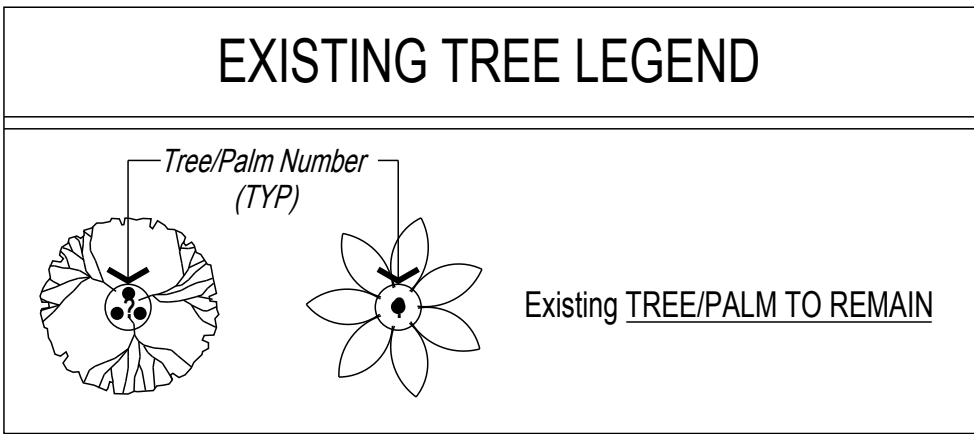 EXISTING TREE LEGEND
Tree/Palm Number
(TYP)
?
Existing TREE/PALM TO REMAIN